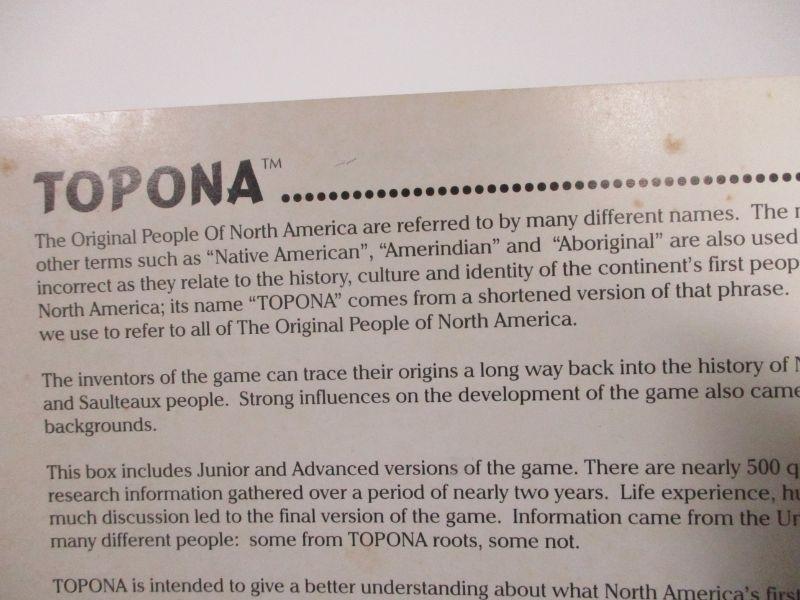 TOPONA™
The Original People Of North America are referred to by many different names. The
other terms such as “Native American”, “Amerindian” and “Aboriginal” are also used
incorrect as they relate to the history, culture and identity of the continent's first
North America; its name “TOPONA” comes from a shortened version of that phrase.
we use to refer to all of The Original People of North America.
The inventors of the game can trace their origins a long way back into the history of
and Saulteaux people. Strong influences on the development of the game also came
backgrounds.
This box includes Junior and Advanced versions of the game. There are nearly 500
research information gathered over a period of nearly two years. Life experience,
much discussion led to the final version of the game. Information came from the
many different people: some from TOPONA roots, some not.
TOPONA is intended to give a better understanding about what North America's first